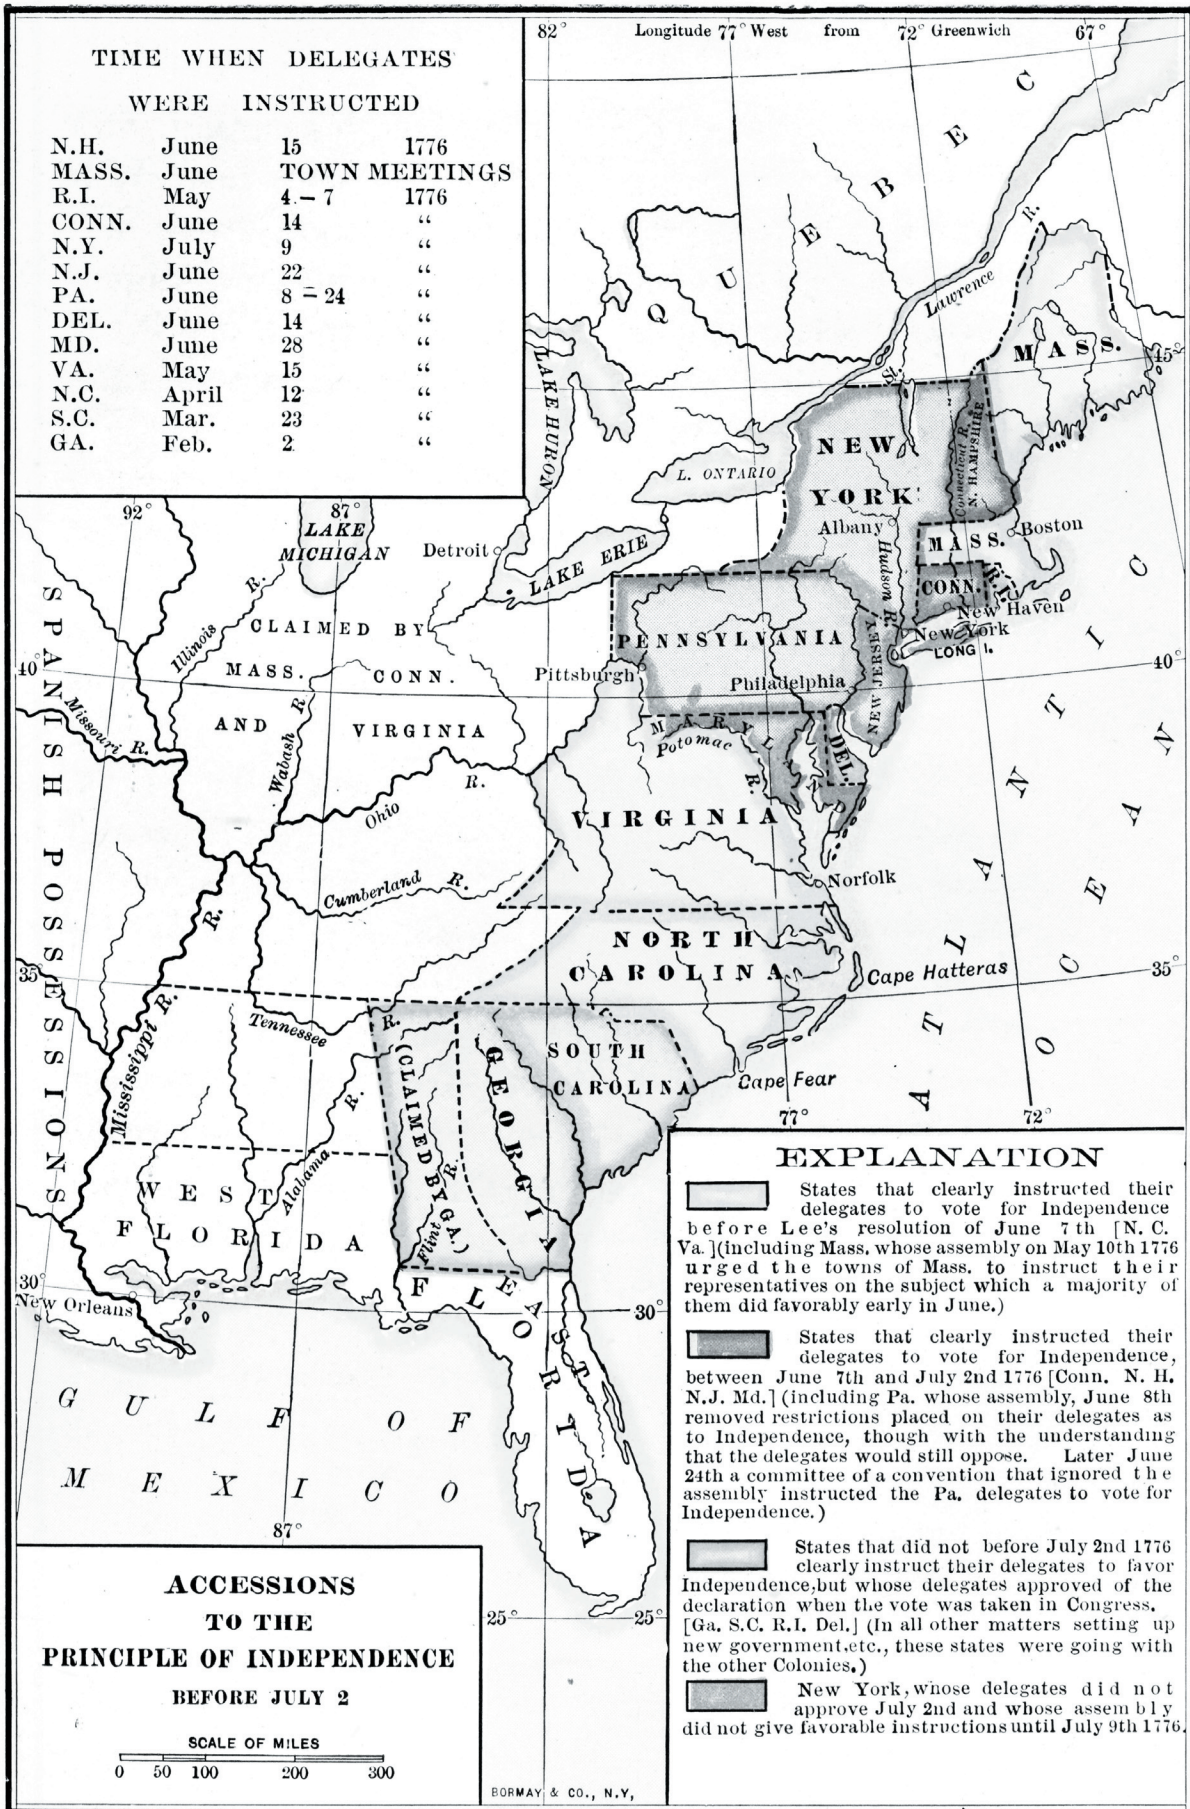 TIME WHEN DELEGATES
WERE INSTRUCTED
N.H. June 15 1776
MASS. June TOWN MEETINGS
R.I. May 4.–7 1776
CONN. June 14 “
N.Y. July 9 “
N.J. June 22 “
PA. June 8 – 24 “
DEL. June 14 “
MD. June 28 “
VA. May 15 “
N.C. April 12 “
S.C. Mar. 23 “
GA. Feb. 2 “
82° Longitude 77° West from 72° Greenwich 67°
QUEBEC
St. Lawrence R.
MASS.
45°
LAKE HURON
L. ONTARIO
NEW
YORK
Albany
Hudson R.
Connecticut R.
N. HAMPSHIRE
MASS.
Boston
CONN.
R.I.
New Haven
New York
LONG I.
92°
87°
LAKE
MICHIGAN
Detroit
LAKE ERIE
SPANISH POSSESSIONS
Illinois R.
CLAIMED BY
MASS. CONN.
AND VIRGINIA
40°
PENNSYLVANIA
Pittsburgh
Philadelphia
NEW JERSEY
40°
Missouri R.
Wabash R.
MARYLAND
Potomac R.
DEL.
Ohio R.
VIRGINIA
Cumberland R.
Norfolk
NORTH
CAROLINA
Cape Hatteras
35°
35°
ATLANTIC
OCEAN
Mississippi R.
Tennessee R.
SOUTH
CAROLINA
Cape Fear
GEORGIA
(CLAIMED BY GA.)
Flint R.
Alabama R.
77°
72°
WEST
FLORIDA
30°
New Orleans
EAST
FLORIDA
30°
GULF OF
MEXICO
87°
25°
25°
EXPLANATION
States that clearly instructed their
delegates to vote for Independence
before Lee's resolution of June 7th [N. C.
Va.](including Mass. whose assembly on May 10th 1776
urged the towns of Mass. to instruct their
representatives on the subject which a majority of
them did favorably early in June.)
States that clearly instructed their
delegates to vote for Independence,
between June 7th and July 2nd 1776 [Conn. N. H.
N.J. Md.] (including Pa. whose assembly, June 8th
removed restrictions placed on their delegates as
to Independence, though with the understanding
that the delegates would still oppose. Later June
24th a committee of a convention that ignored the
assembly instructed the Pa. delegates to vote for
Independence.)
States that did not before July 2nd 1776
clearly instruct their delegates to favor
Independence,but whose delegates approved of the
declaration when the vote was taken in Congress.
[Ga. S.C. R.I. Del.] (In all other matters setting up
new government.etc., these states were going with
the other Colonies.)
New York, whose delegates did not
approve July 2nd and whose assembly
did not give favorable instructions until July 9th 1776.
ACCESSIONS
TO THE
PRINCIPLE OF INDEPENDENCE
BEFORE JULY 2
SCALE OF MILES
0 50 100 200 300
BORMAY & CO., N.Y,